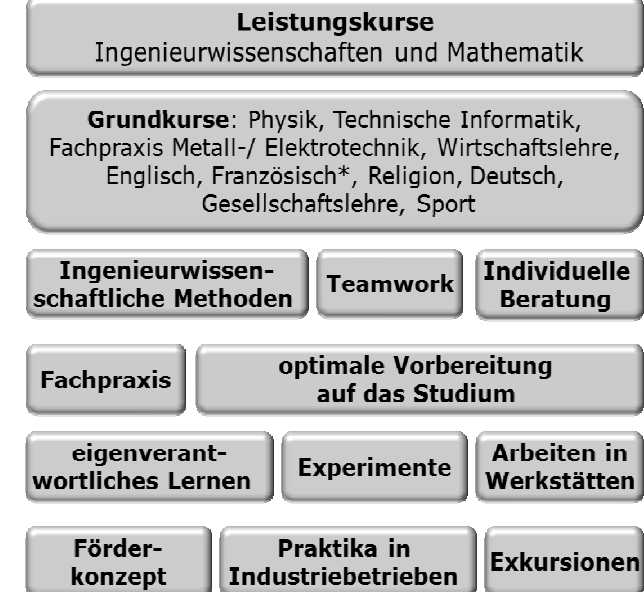 Leistungskurse
Ingenieurwissenschaften und Mathematik
Grundkurse: Physik, Technische Informatik,
Fachpraxis Metall-/ Elektrotechnik, Wirtschaftslehre,
Englisch, Französisch*, Religion, Deutsch,
Gesellschaftslehre, Sport
Ingenieurwissen-
schaftliche Methoden
Teamwork
Individuelle
Beratung
Fachpraxis
optimale Vorbereitung
auf das Studium
eigenverant-
wortliches Lernen
Experimente
Arbeiten in
Werkstätten
Förder-
konzept
Praktika in
Industriebetrieben
Exkursionen